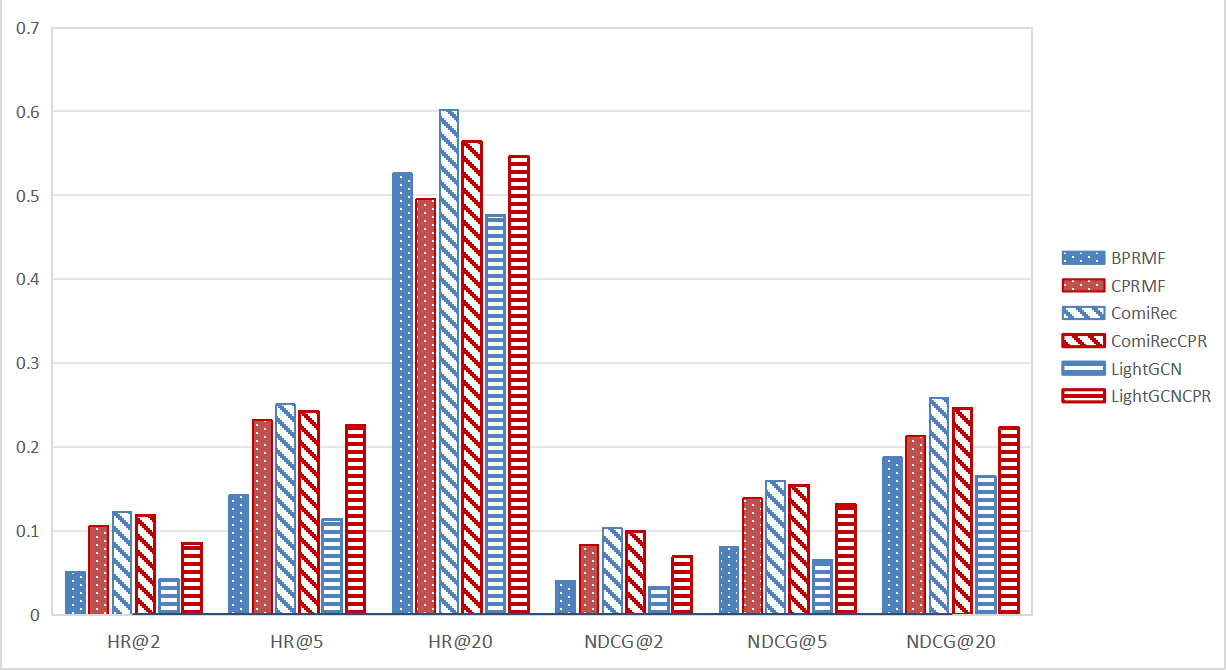 0.7
0.6
0.5
0.4
0.3
0.2
0.1
0
HR@2 HR@5 HR@20 NDCG@2 NDCG@5 NDCG@20
BPRMF
CPRMF
ComiRec
ComiRecCPR
LightGCN
LightGCNCPR